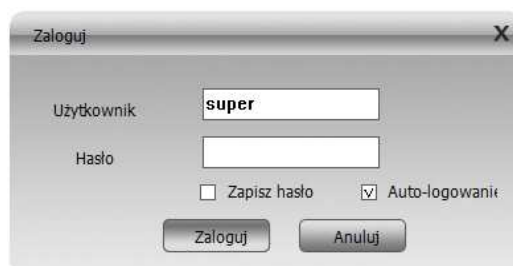 Zaloguj X
Użytkownik super
Hasło
Zapisz hasło Auto-logowanie
Zaloguj Anuluj